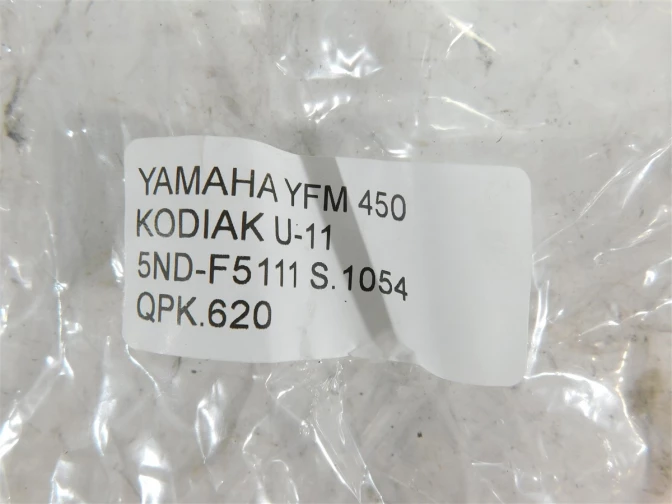 YAMAHA YFM 450
KODIAK U-11
5ND-F5111 S.1054
QPK.620